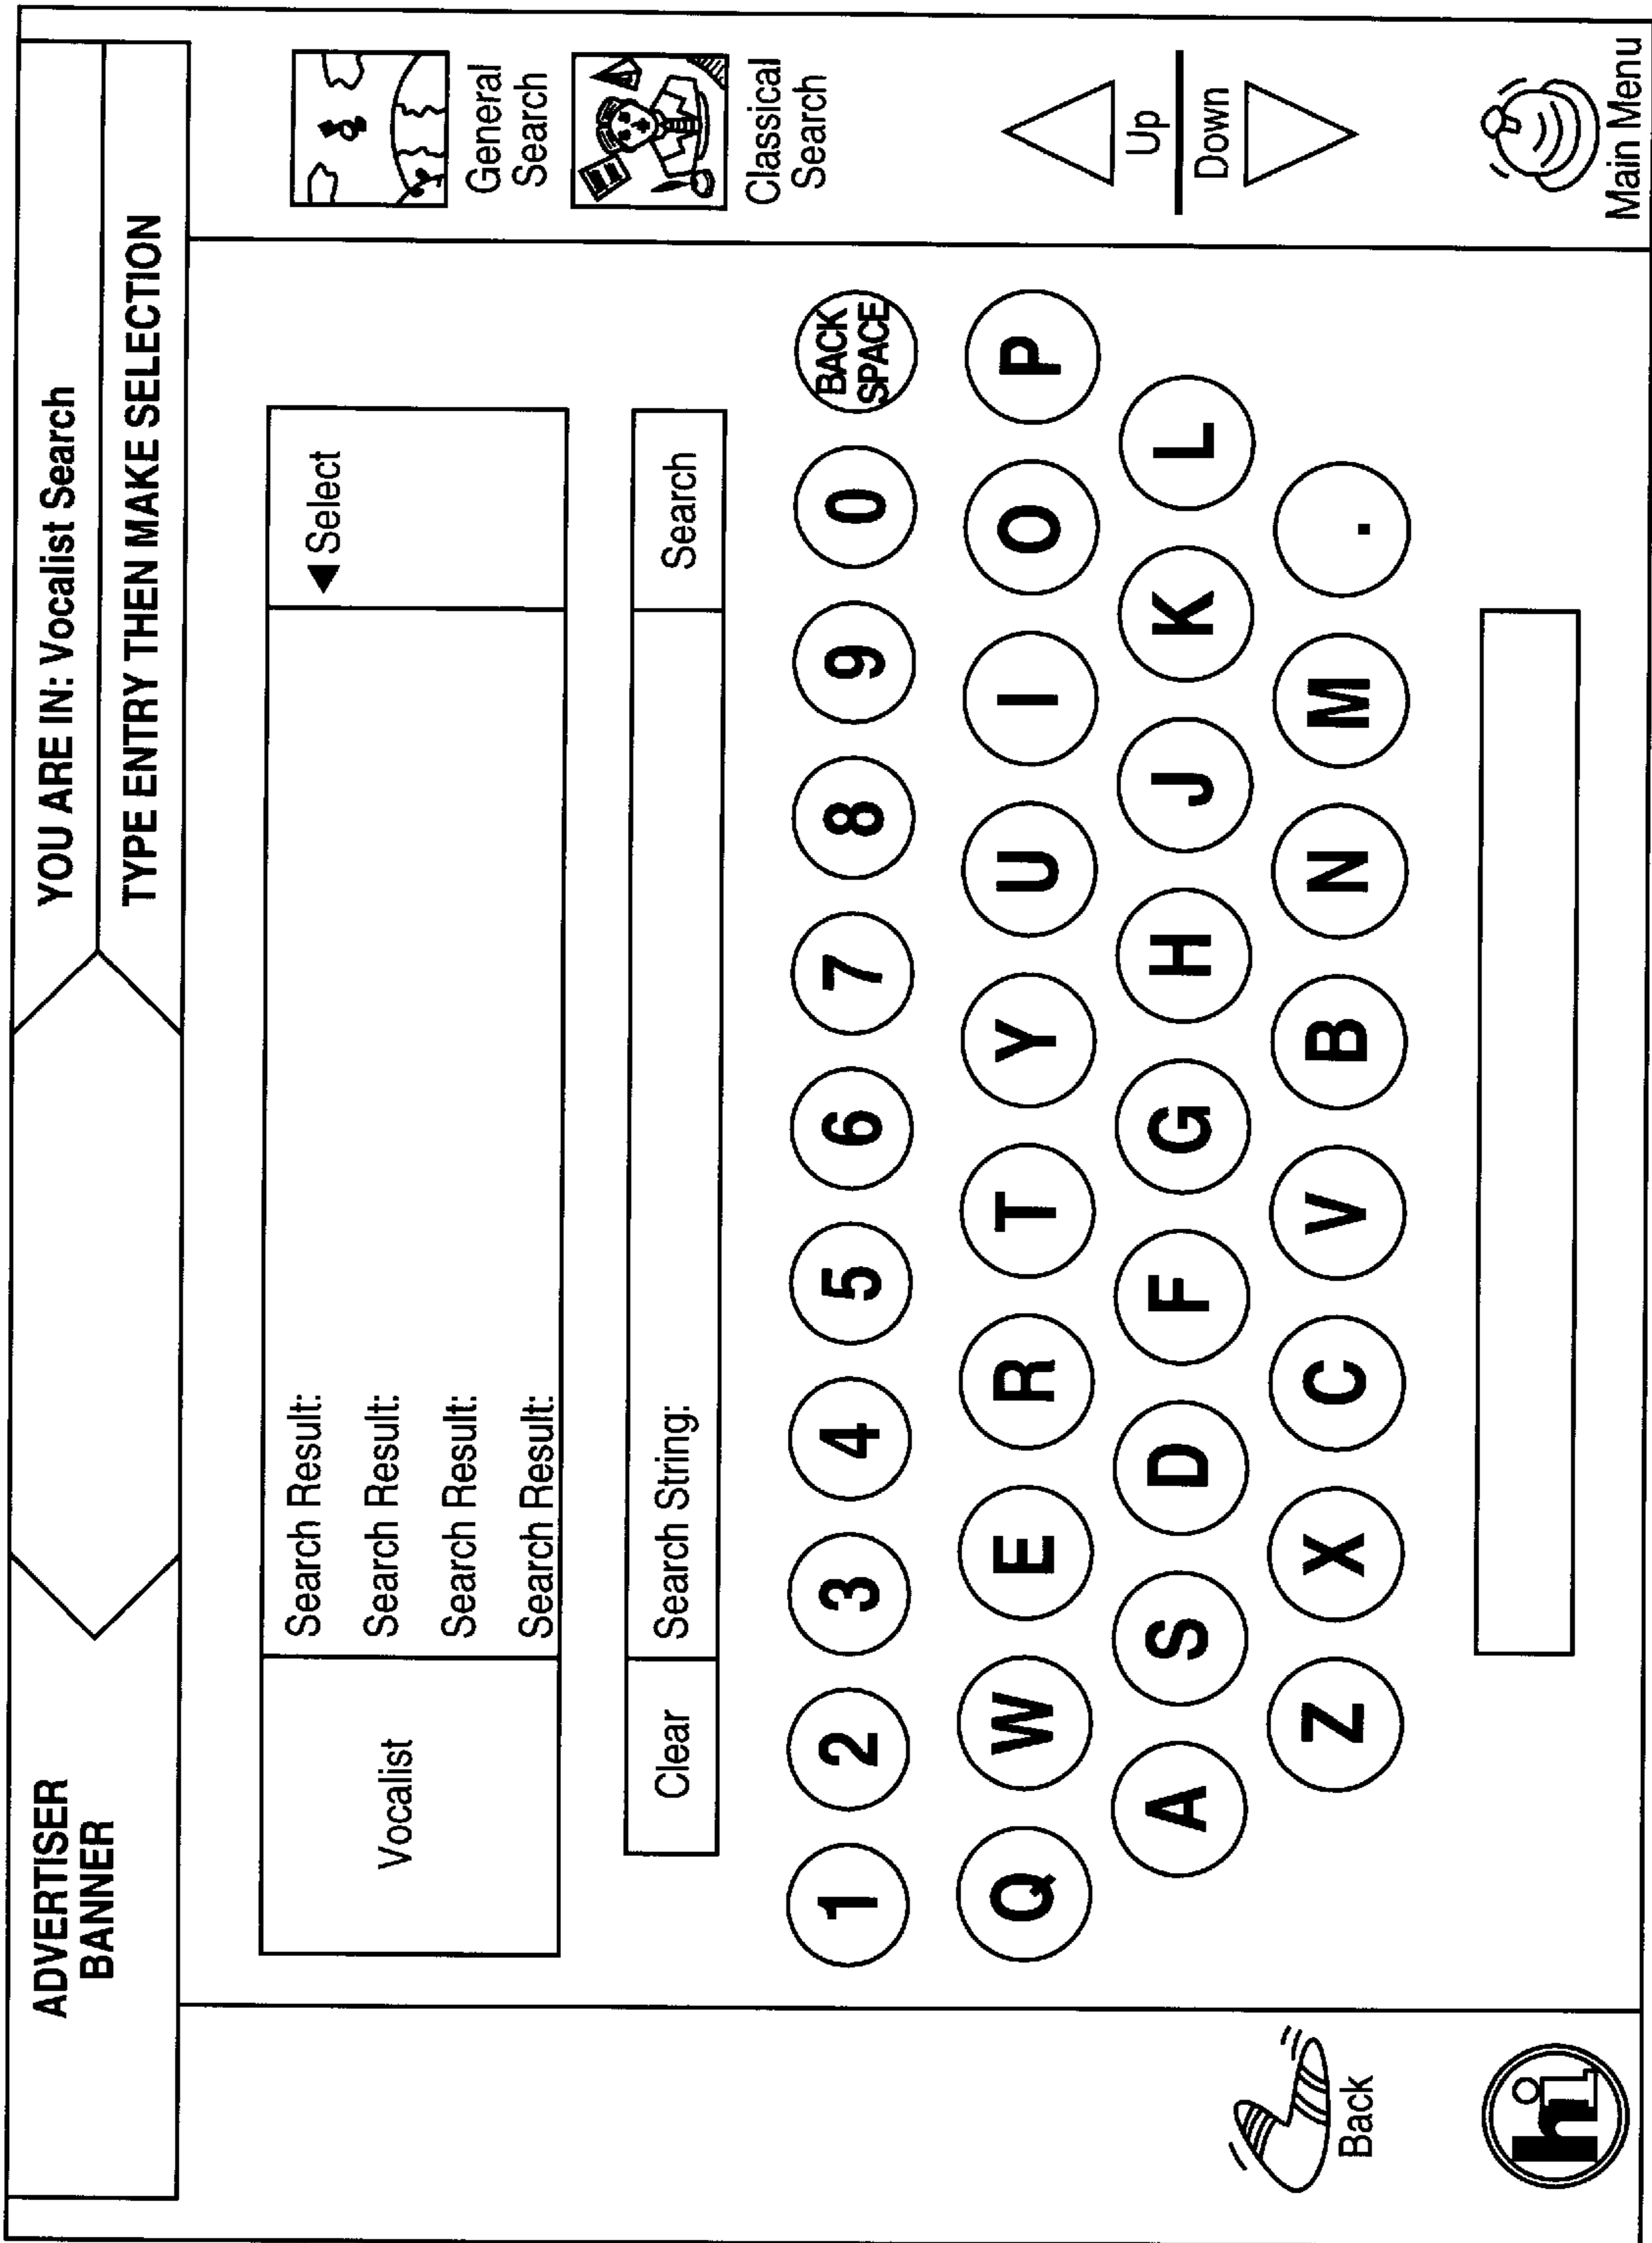 ADVERTISER
BANNER
YOU ARE IN: Vocalist Search
TYPE ENTRY THEN MAKE SELECTION
Vocalist
Search Result:
Search Result:
Search Result:
Search Result:
◄Select
Clear
Search String:
Search
General
Search
Classical
Search
1 2 3 4 5 6 7 8 9 0 BACK
SPACE
Q W E R T Y U I O P
A S D F G H J K L
Z X C V B N M .
Up
Down
Back
hi
Main Menu